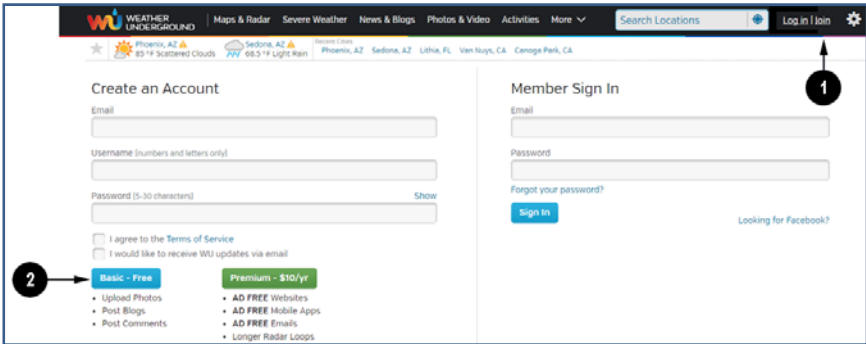 WEATHER UNDERGROUND Maps & Radar Severe Weather News & Blogs Photos & Video Activities More Search Locations Log in | Join
Phoenix, AZ
85 °F Scattered Clouds
Sedona, AZ
68.5 °F Light Rain
Recent Cities
Phoenix, AZ Sedona, AZ Lithia, FL Van Nuys, CA Canoga Park, CA
1
Create an Account
Email
Username (numbers and letters only)
Password (5-30 characters) Show
I agree to the Terms of Service
I would like to receive WU updates via email
2
Basic - Free
• Upload Photos
• Post Blogs
• Post Comments
Premium - $10/yr
• AD FREE Websites
• AD FREE Mobile Apps
• AD FREE Emails
• Longer Radar Loops
Member Sign In
Email
Password
Forgot your password?
Sign In
Looking for Facebook?